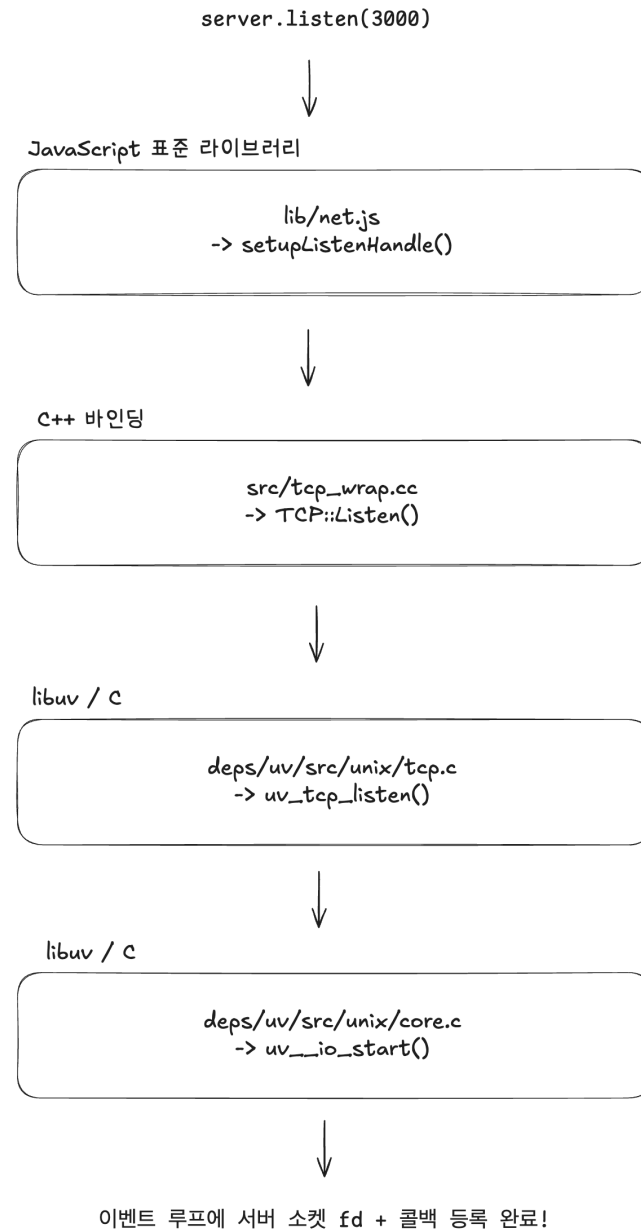 server.listen(3000)
JavaScript 표준 라이브러리
lib/net.js
-> setupListenHandle()
C++ 바인딩
src/tcp_wrap.cc
-> TCP::Listen()
libuv / C
deps/uv/src/unix/tcp.c
-> uv_tcp_listen()
libuv / C
deps/uv/src/unix/core.c
-> uv__io_start()
이벤트 루프에 서버 소켓 fd + 콜백 등록 완료!